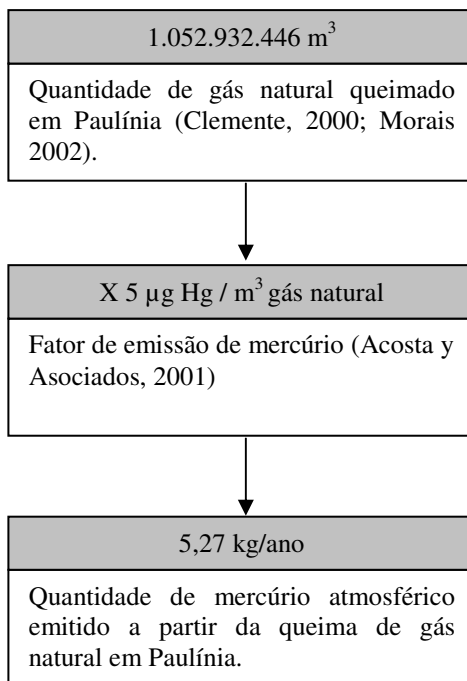 1.052.932.446 m³
Quantidade de gás natural queimado
em Paulínia (Clemente, 2000; Morais
2002).
X 5 µg Hg / m³ gás natural
Fator de emissão de mercúrio (Acosta y
Asociados, 2001)
5,27 kg/ano
Quantidade de mercúrio atmosférico
emitido a partir da queima de gás
natural em Paulínia.